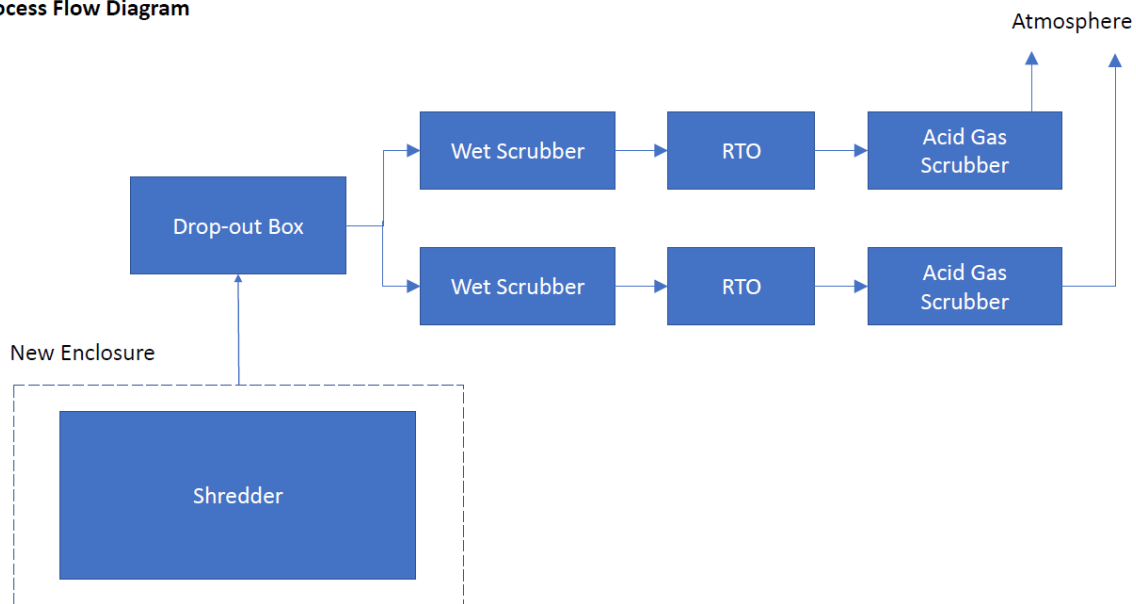 ocess Flow Diagram
Atmosphere
Wet Scrubber
RTO
Acid Gas
Scrubber
Drop-out Box
Wet Scrubber
RTO
Acid Gas
Scrubber
New Enclosure
Shredder